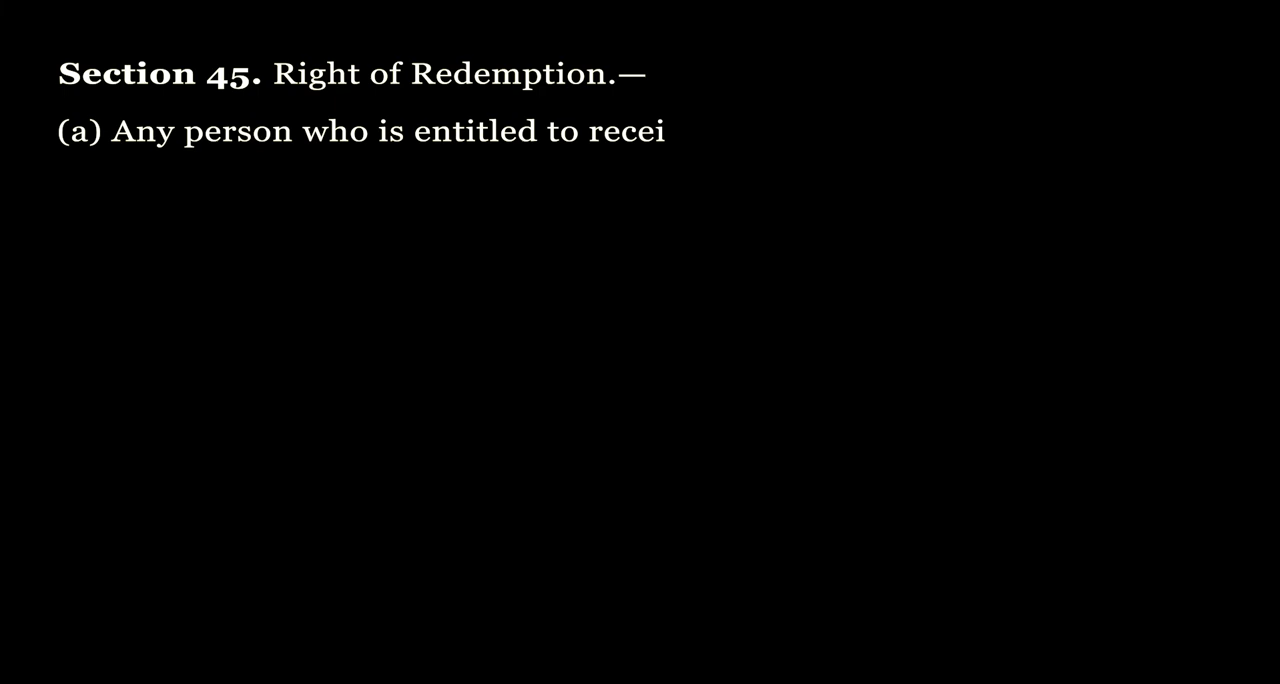 Section 45. Right of Redemption.—
(a) Any person who is entitled to recei